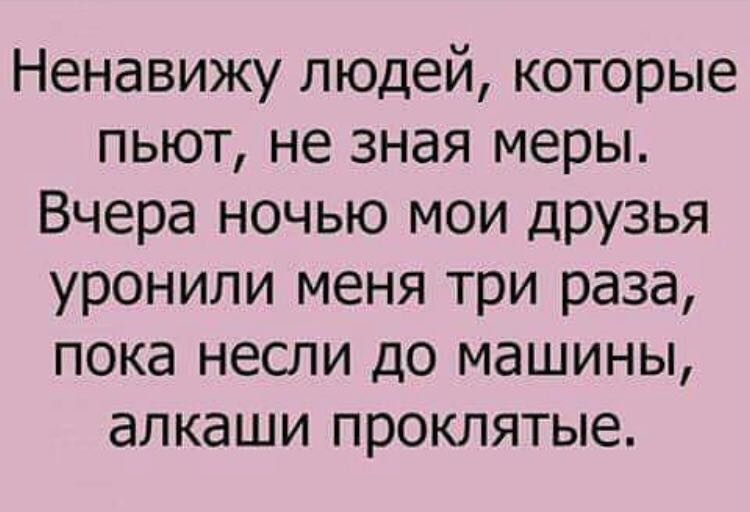 Ненавижу людей, которые
пьют, не зная меры.
Вчера ночью мои друзья
уронили меня три раза,
пока несли до машины,
алкаши проклятые.